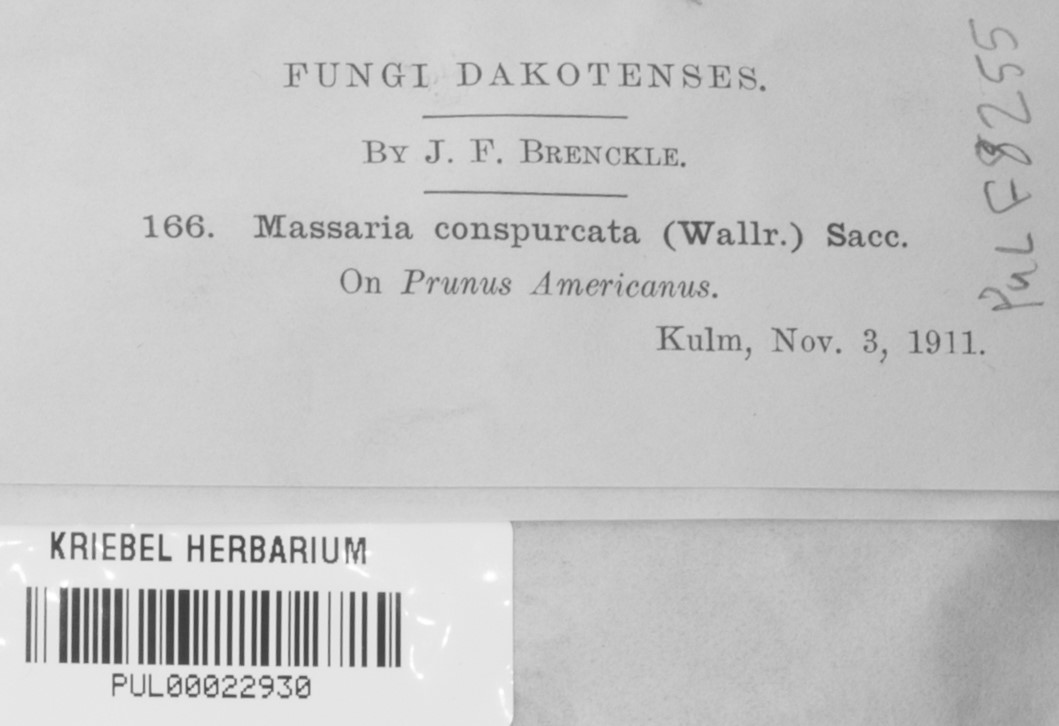 FUNGI DAKOTENSES.
BY J. F. BRENCKLE.
166. Massaria conspurcata (Wallr.) Sacc.
On Prunus Americanus.
Kulm, Nov. 3, 1911.
PUL F8255
KRIEBEL HERBARIUM
PUL00022930